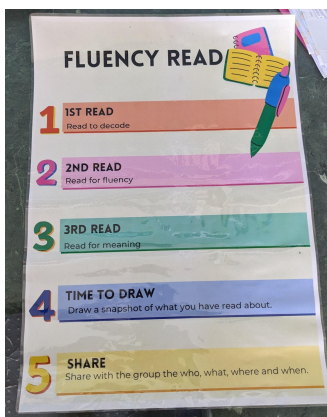 FLUENCY READ
1
1ST READ
Read to decode
2
2ND READ
Read for fluency
3
3RD READ
Read for meaning
4
TIME TO DRAW
Draw a snapshot of what you have read about.
5
SHARE
Share with the group the who, what, where and when.